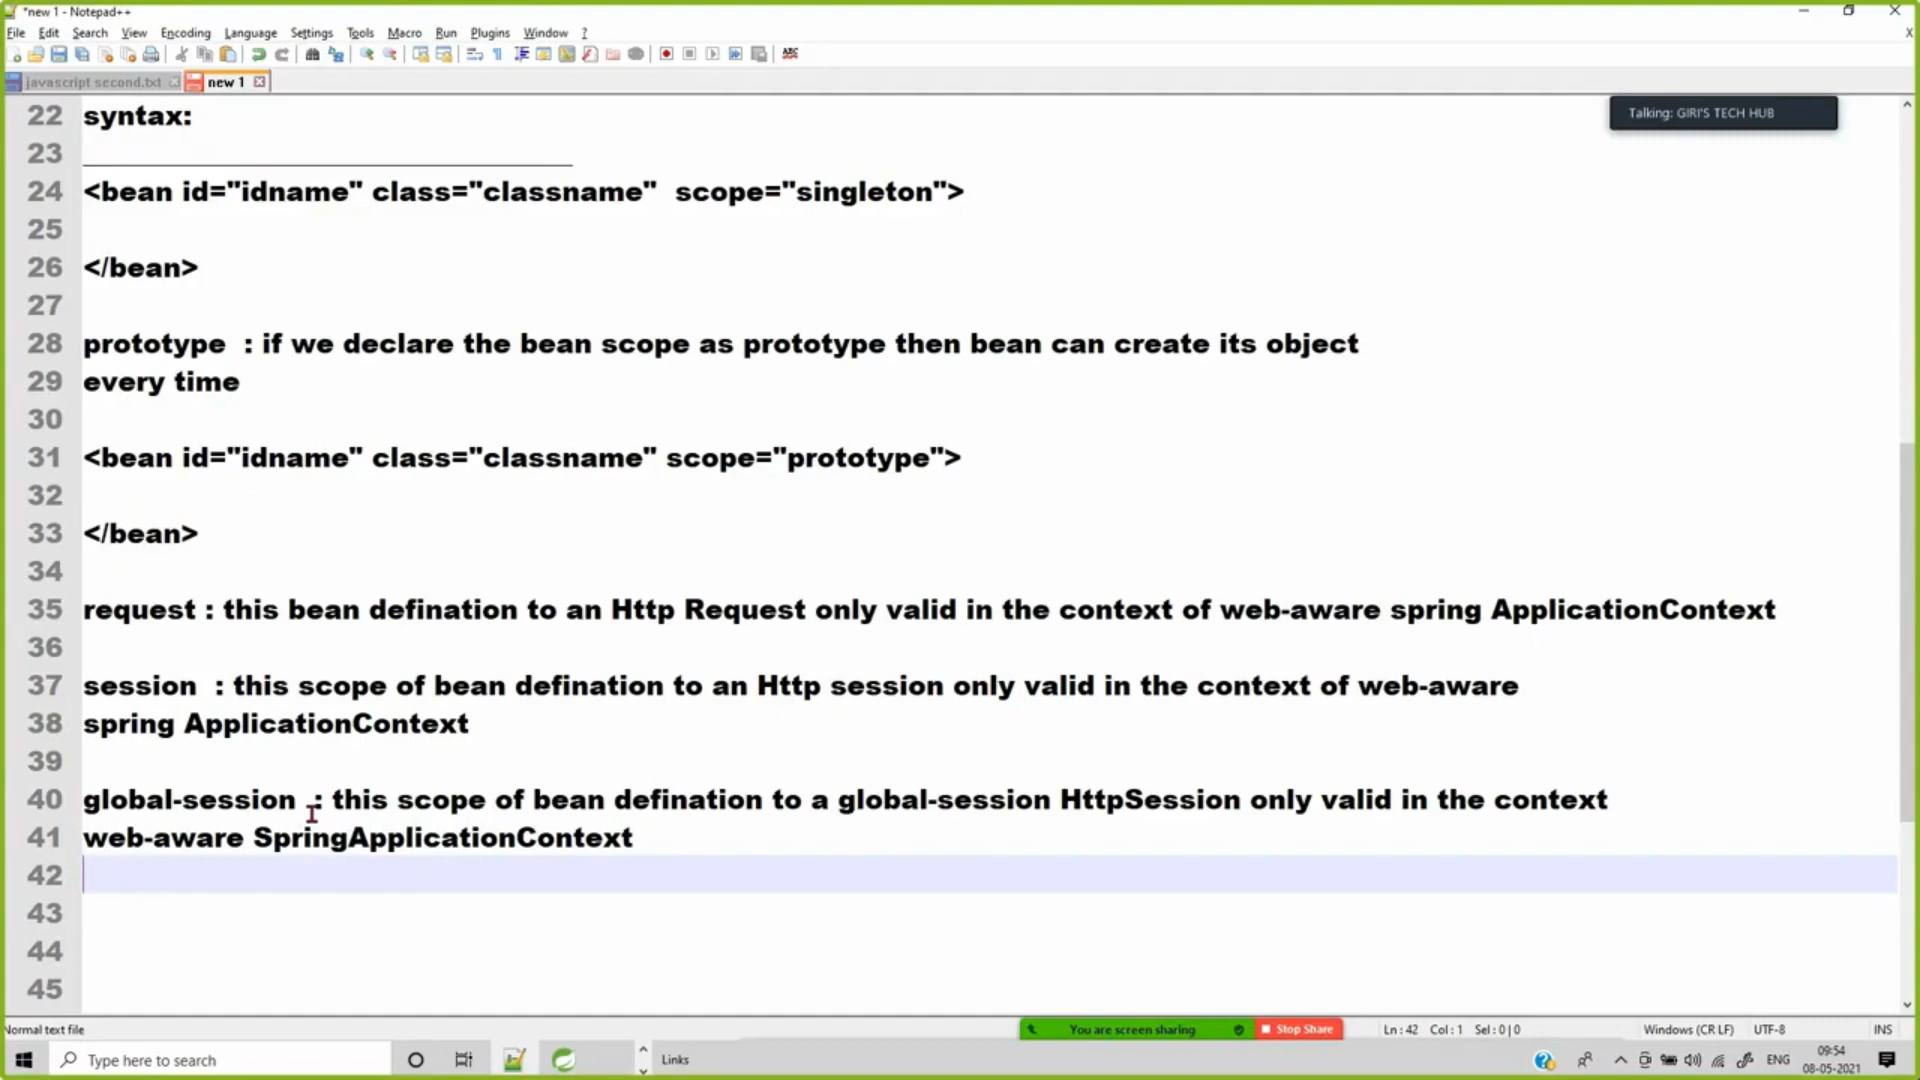 *new 1 - Notepad++
File Edit Search View Encoding Language Settings Tools Macro Run Plugins Window ? X
ABC
javascript second.txt new 1
Talking: GIRI'S TECH HUB
22 syntax:
23 ___________________________________
24 <bean id="idname" class="classname"  scope="singleton">
25
26 </bean>
27
28 prototype  : if we declare the bean scope as prototype then bean can create its object
29 every time
30
31 <bean id="idname" class="classname" scope="prototype">
32
33 </bean>
34
35 request : this bean defination to an Http Request only valid in the context of web-aware spring ApplicationContext
36
37 session  : this scope of bean defination to an Http session only valid in the context of web-aware
38 spring ApplicationContext
39
40 global-session  : this scope of bean defination to a global-session HttpSession only valid in the context
41 web-aware SpringApplicationContext
42
43
44
45
Normal text file You are screen sharing Stop Share Ln : 42 Col : 1 Sel : 0 | 0 Windows (CR LF) UTF-8 INS
Type here to search Links ENG 09:54
08-05-2021